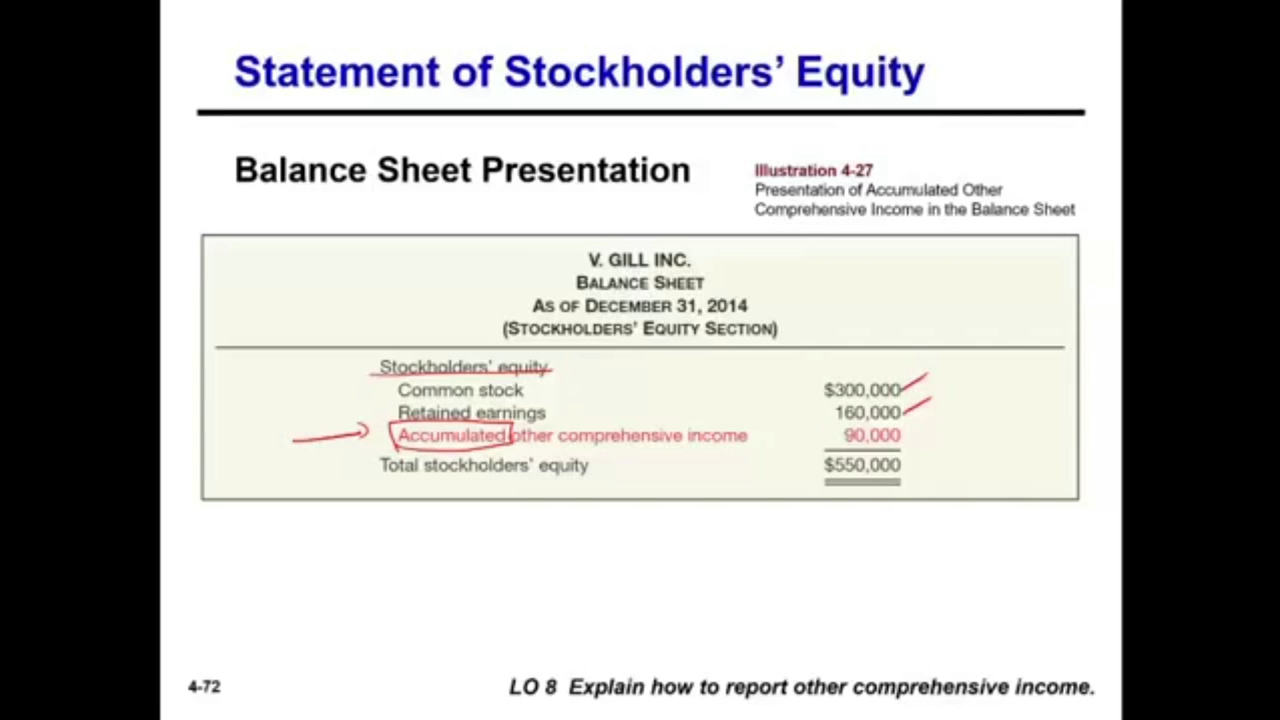 Statement of Stockholders' Equity
Balance Sheet Presentation
Illustration 4-27
Presentation of Accumulated Other
Comprehensive Income in the Balance Sheet
V. GILL INC.
BALANCE SHEET
AS OF DECEMBER 31, 2014
(STOCKHOLDERS' EQUITY SECTION)
Stockholders' equity
Common stock $300,000
Retained earnings 160,000
Accumulated other comprehensive income 90,000
Total stockholders' equity $550,000
4-72
LO 8 Explain how to report other comprehensive income.